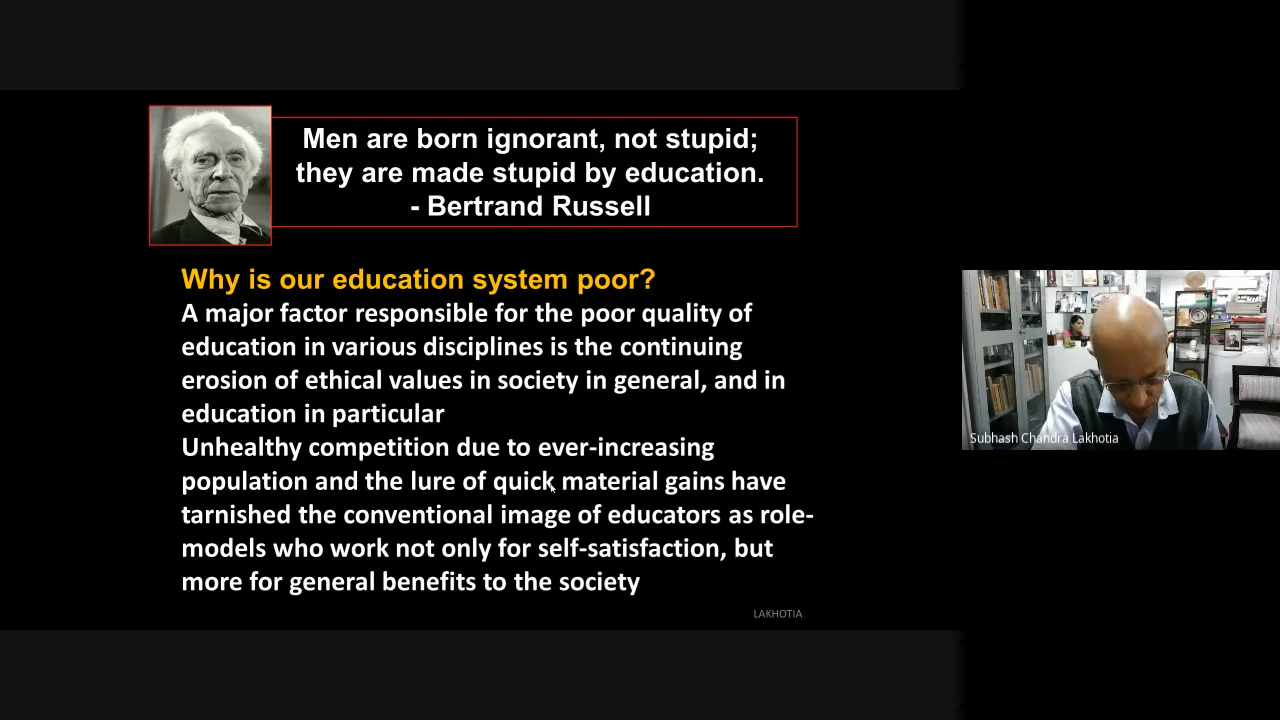 Men are born ignorant, not stupid;
they are made stupid by education.
- Bertrand Russell
Why is our education system poor?
A major factor responsible for the poor quality of
education in various disciplines is the continuing
erosion of ethical values in society in general, and in
education in particular
Unhealthy competition due to ever-increasing
population and the lure of quick material gains have
tarnished the conventional image of educators as role-
models who work not only for self-satisfaction, but
more for general benefits to the society
LAKHOTIA
Subhash Chandra Lakhotia